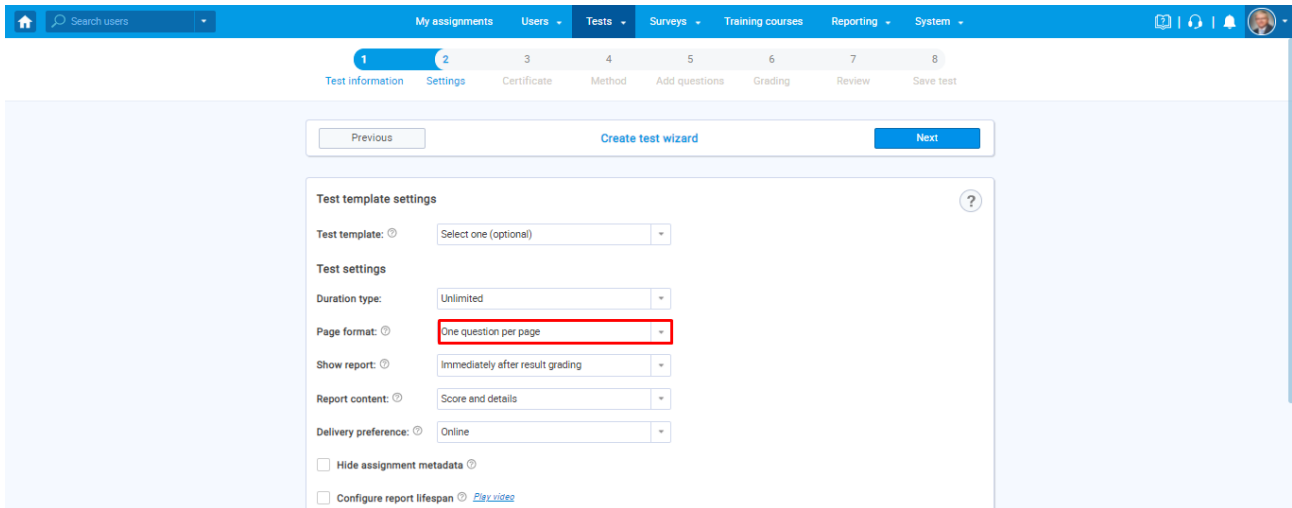 Search users
My assignments Users Tests Surveys Training courses Reporting System
1 2 3 4 5 6 7 8
Test information Settings Certificate Method Add questions Grading Review Save test
Previous Create test wizard Next
Test template settings ?
Test template: ? Select one (optional)
Test settings
Duration type: Unlimited
Page format: ? One question per page
Show report: ? Immediately after result grading
Report content: ? Score and details
Delivery preference: ? Online
Hide assignment metadata ?
Configure report lifespan ? Play video